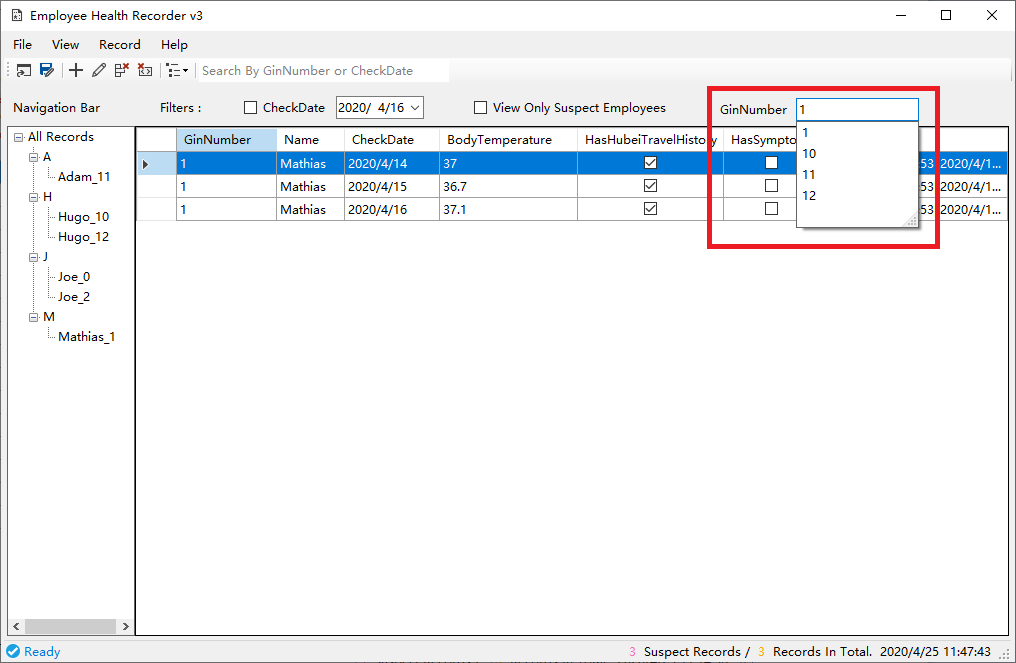 Employee Health Recorder v3
File View Record Help
Search By GinNumber or CheckDate
Navigation Bar Filters : CheckDate 2020/ 4/16 View Only Suspect Employees GinNumber 1
1
10
11
12
All Records
A
Adam_11
H
Hugo_10
Hugo_12
J
Joe_0
Joe_2
M
Mathias_1
GinNumber Name CheckDate BodyTemperature HasHubeiTravelHistory HasSympto
1 Mathias 2020/4/14 37 53 2020/4/1...
1 Mathias 2020/4/15 36.7 53 2020/4/1...
1 Mathias 2020/4/16 37.1 53 2020/4/1...
Ready 3 Suspect Records / 3 Records In Total. 2020/4/25 11:47:43